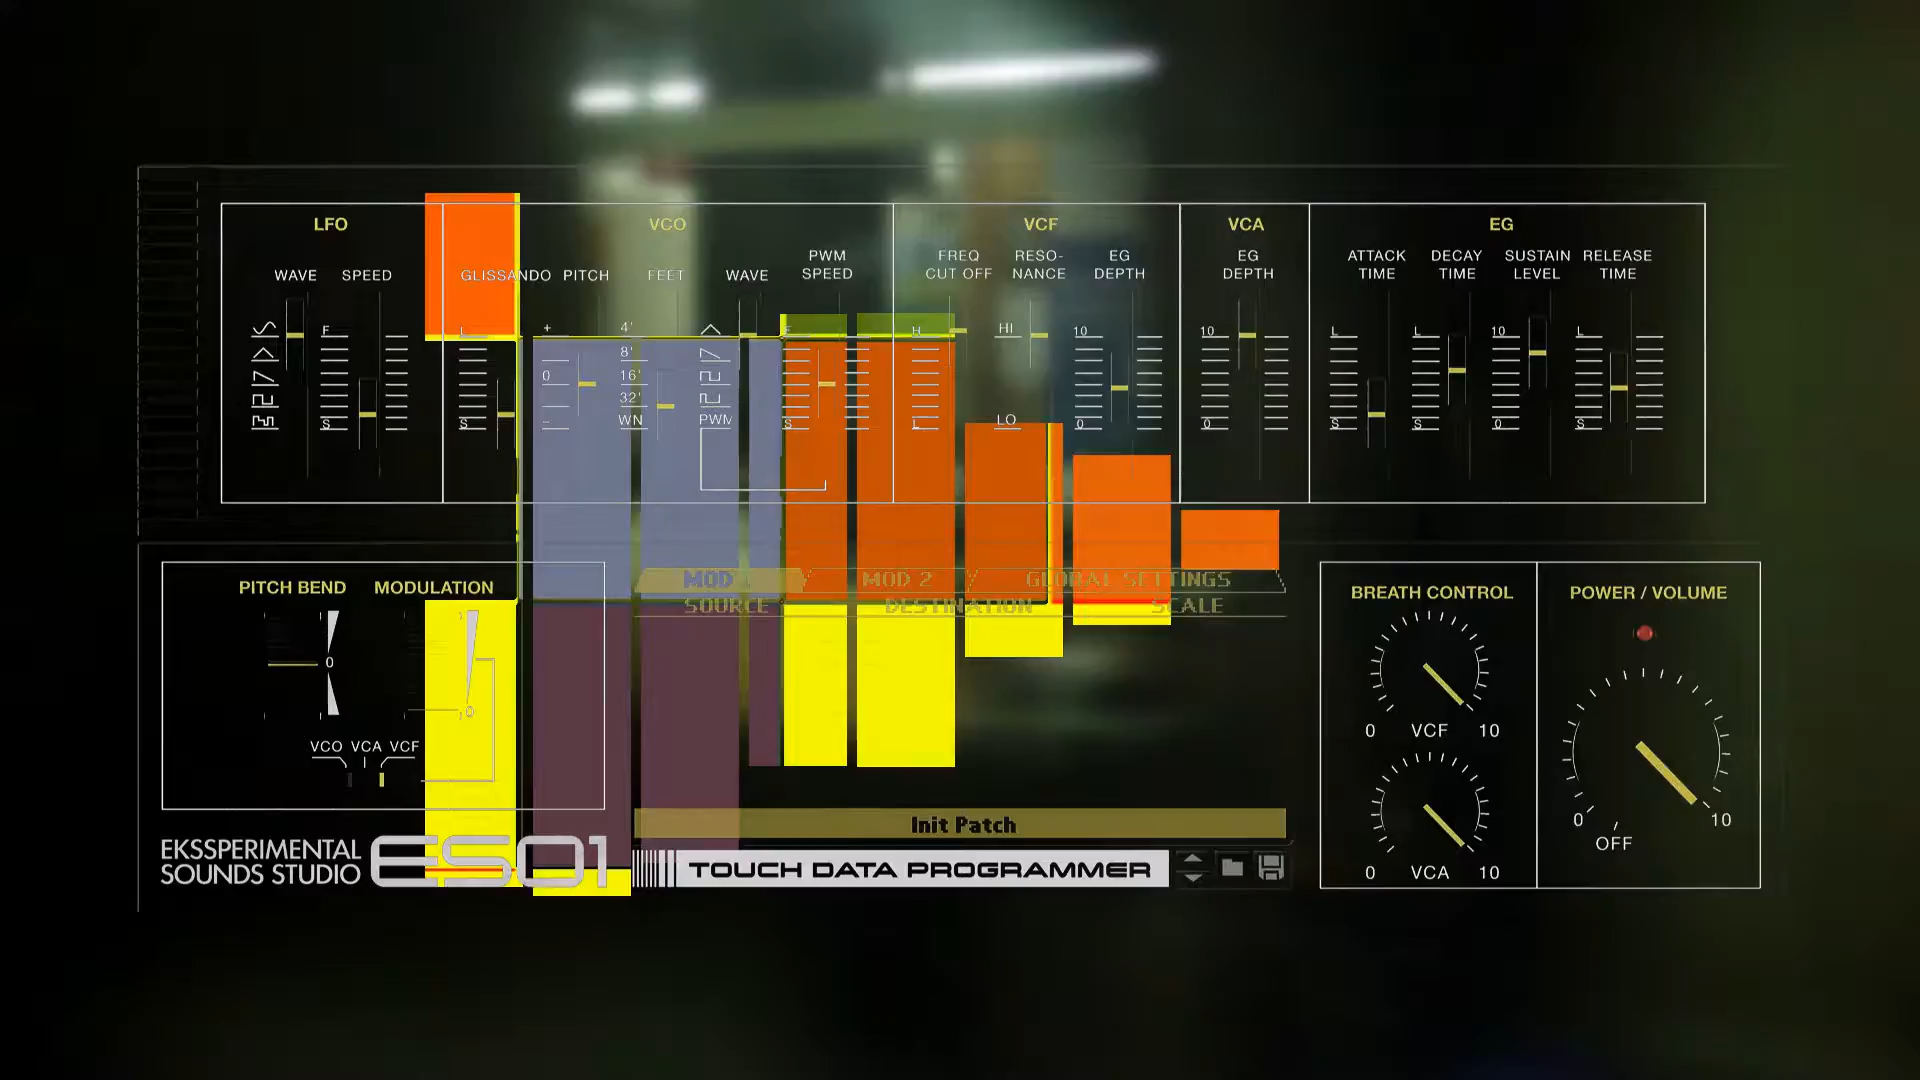 LFO
VCO
VCF
VCA
EG
WAVE SPEED
GLISSANDO PITCH FEET WAVE
PWM
SPEED
FREQ
CUT OFF
RESO-
NANCE
EG
DEPTH
EG
DEPTH
ATTACK
TIME
DECAY
TIME
SUSTAIN
LEVEL
RELEASE
TIME
F
S
L
S
+
0
-
4'
8'
16'
32'
WN
PWM
F
S
H
L
HI
LO
10
0
10
0
L
S
L
S
10
0
L
S
PITCH BEND MODULATION
0
0
VCO VCA VCF
MOD 1 MOD 2 GLOBAL SETTINGS
SOURCE DESTINATION SCALE
Init Patch
EKSSPERIMENTAL
SOUNDS STUDIO
ES01
TOUCH DATA PROGRAMMER
BREATH CONTROL
0 VCF 10
0 VCA 10
POWER / VOLUME
0 10
OFF